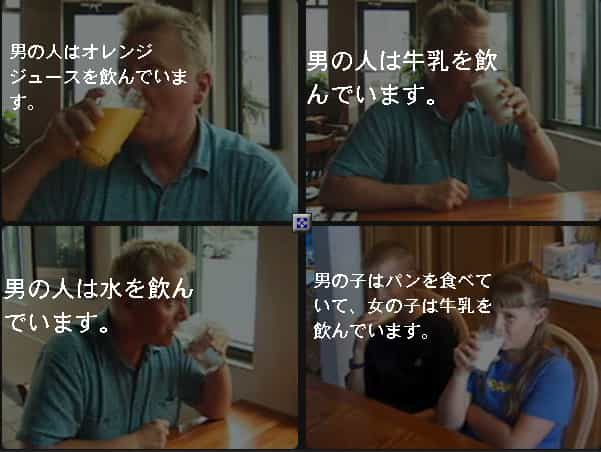 男の人はオレンジ
ジュースを飲んでいま
す。
男の人は牛乳を飲
んでいます。
男の人は水を飲ん
でいます。
男の子はパンを食べて
いて、女の子は牛乳を
飲んでいます。